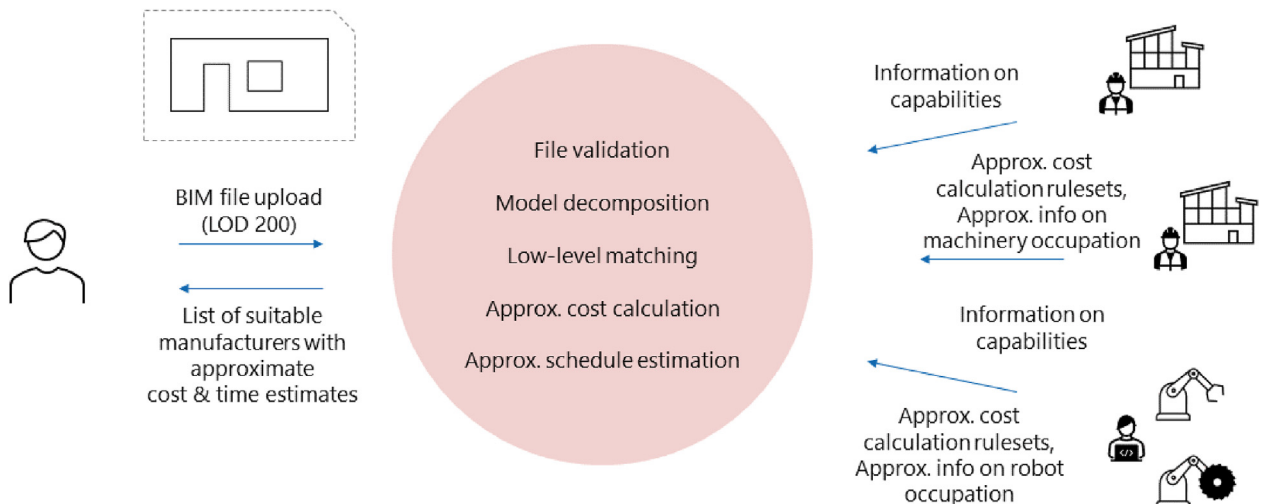 BIM file upload
(LOD 200)
List of suitable
manufacturers with
approximate
cost & time estimates
File validation
Model decomposition
Low-level matching
Approx. cost calculation
Approx. schedule estimation
Information on
capabilities
Approx. cost
calculation rulesets,
Approx. info on
machinery occupation
Information on
capabilities
Approx. cost
calculation rulesets,
Approx. info on robot
occupation